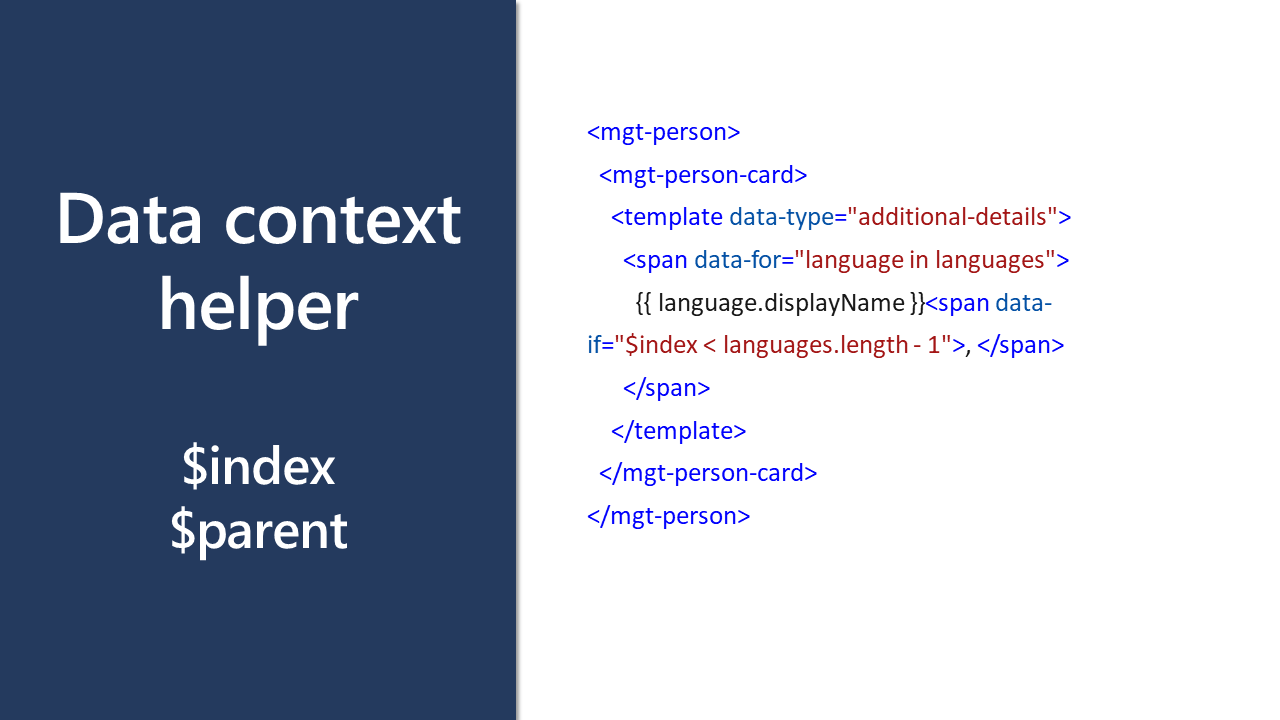 Data context
helper
$index
$parent
<mgt-person>
<mgt-person-card>
<template data-type="additional-details">
<span data-for="language in languages">
{{ language.displayName }}<span data-
if="$index < languages.length - 1">, </span>
</span>
</template>
</mgt-person-card>
</mgt-person>